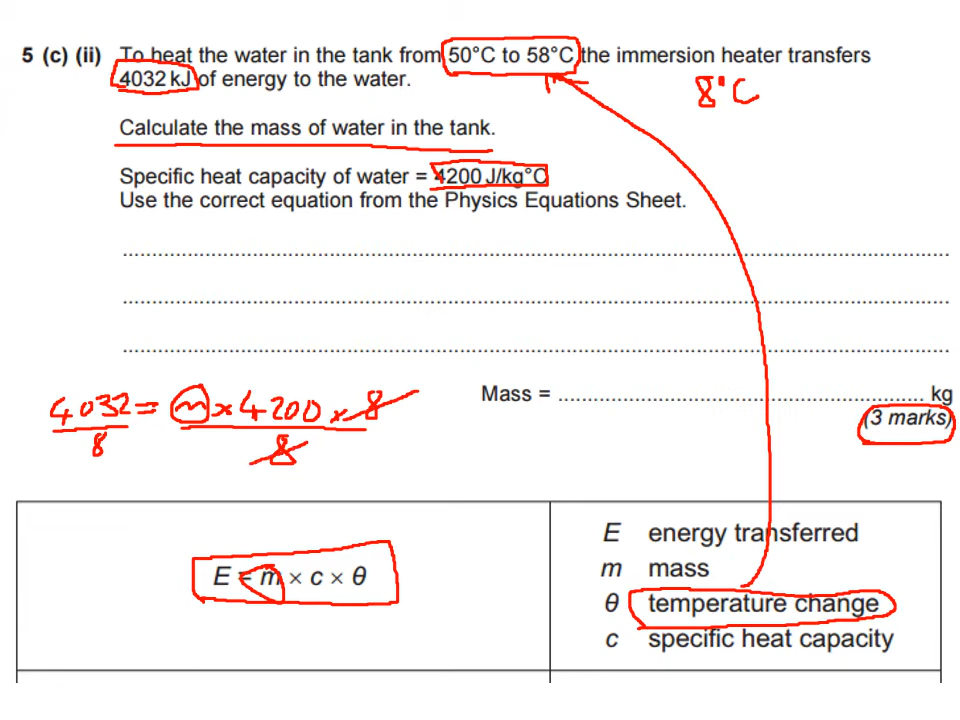 5 (c) (ii) To heat the water in the tank from 50°C to 58°C the immersion heater transfers
4032 kJ of energy to the water.
8°C
Calculate the mass of water in the tank.
Specific heat capacity of water = 4200 J/kg°C
Use the correct equation from the Physics Equations Sheet.
Mass = ........................................................ kg
(3 marks)
4032 = m × 4200 × 8
8 8
E = m × c × θ
E energy transferred
m mass
θ temperature change
c specific heat capacity